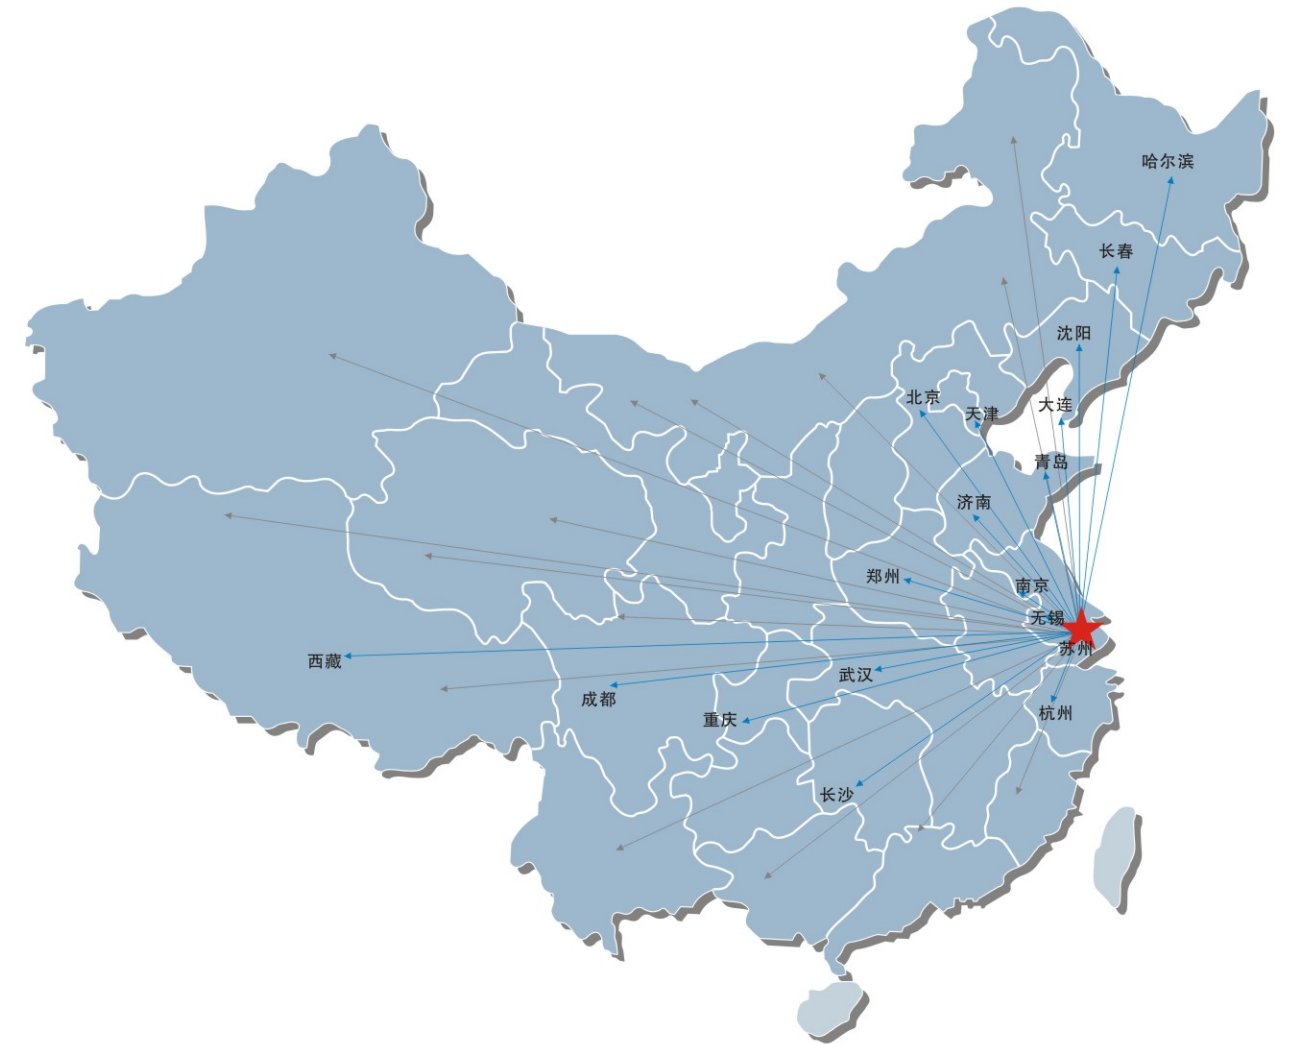 哈尔滨
长春
沈阳
北京
天津
大连
青岛
济南
郑州
南京
无锡
苏州
西藏
武汉
成都
重庆
杭州
长沙